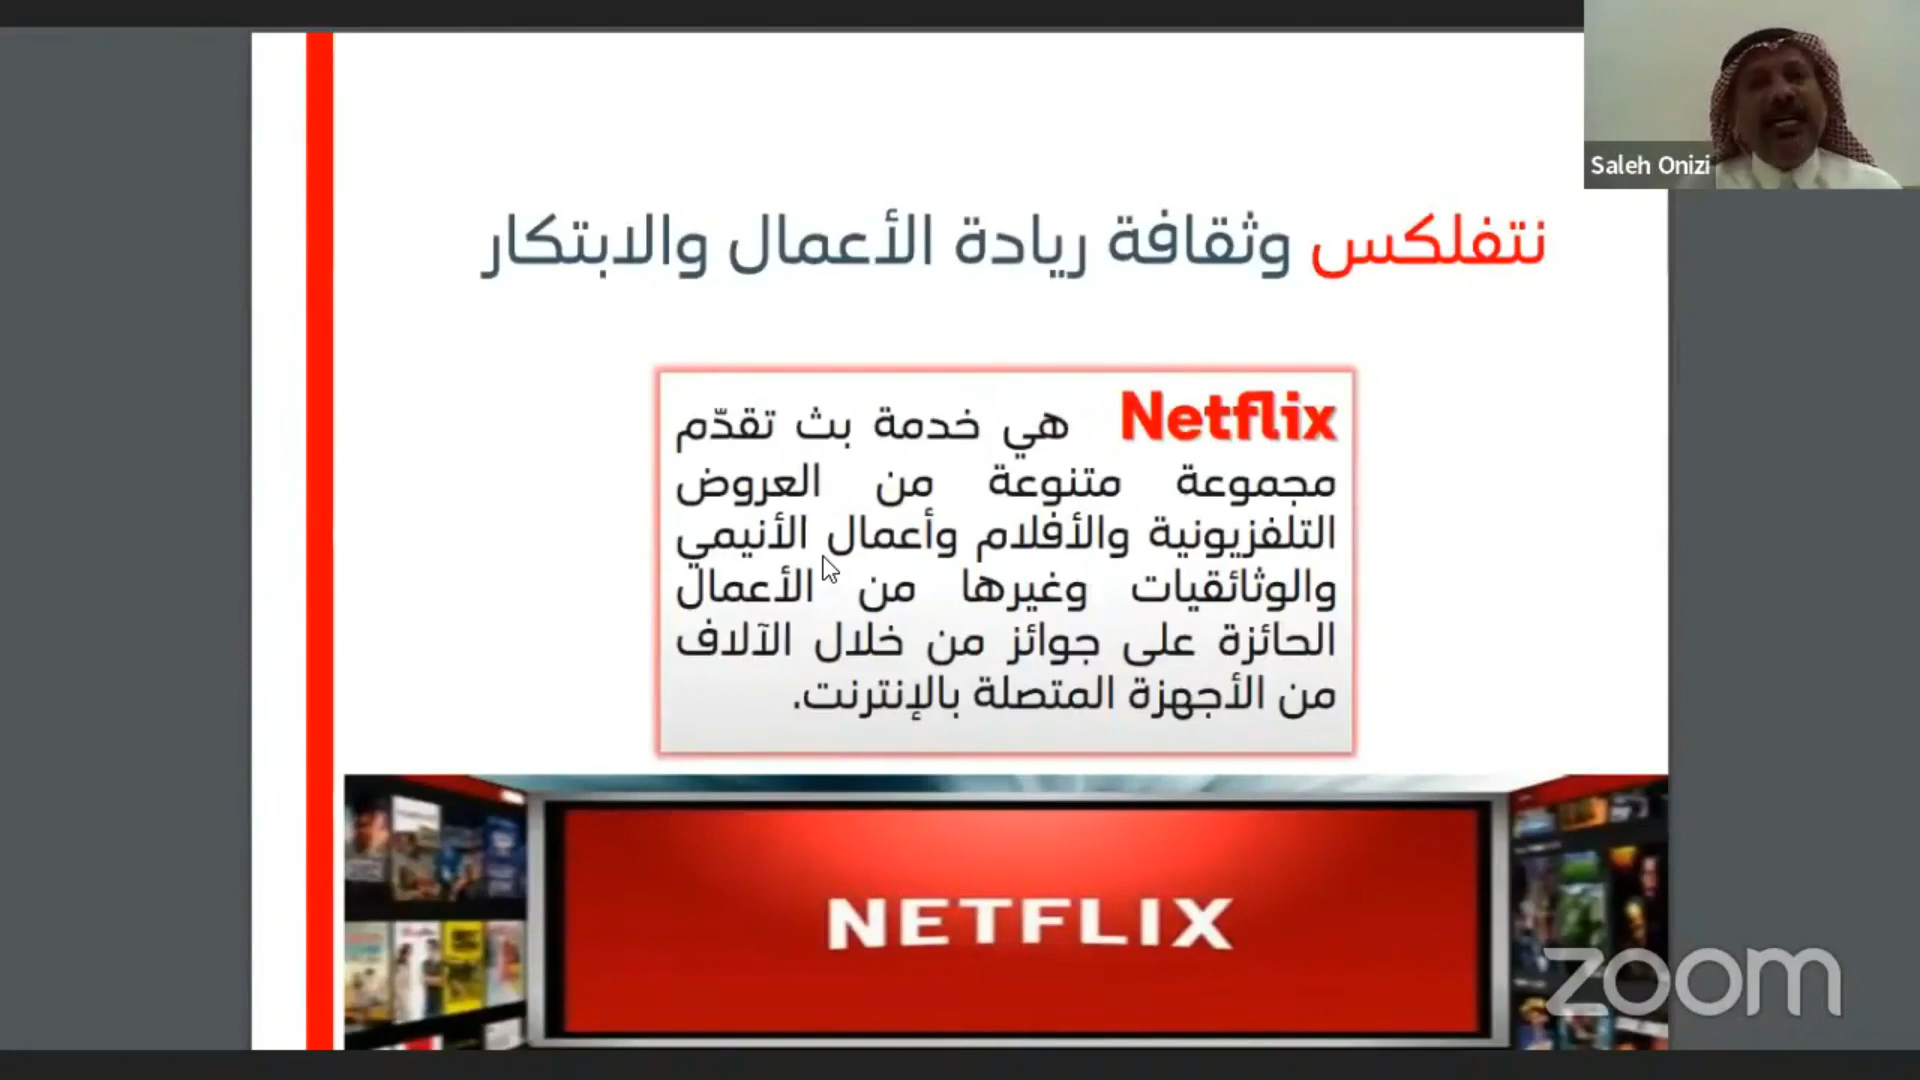 Saleh Onizi
نتفلكس وثقافة ريادة الأعمال والابتكار
Netflix هي خدمة بث تقدّم
مجموعة متنوعة من العروض
التلفزيونية والأفلام وأعمال الأنيمي
والوثائقيات وغيرها من الأعمال
الحائزة على جوائز من خلال الآلاف
من الأجهزة المتصلة بالإنترنت.
NETFLIX
zoom